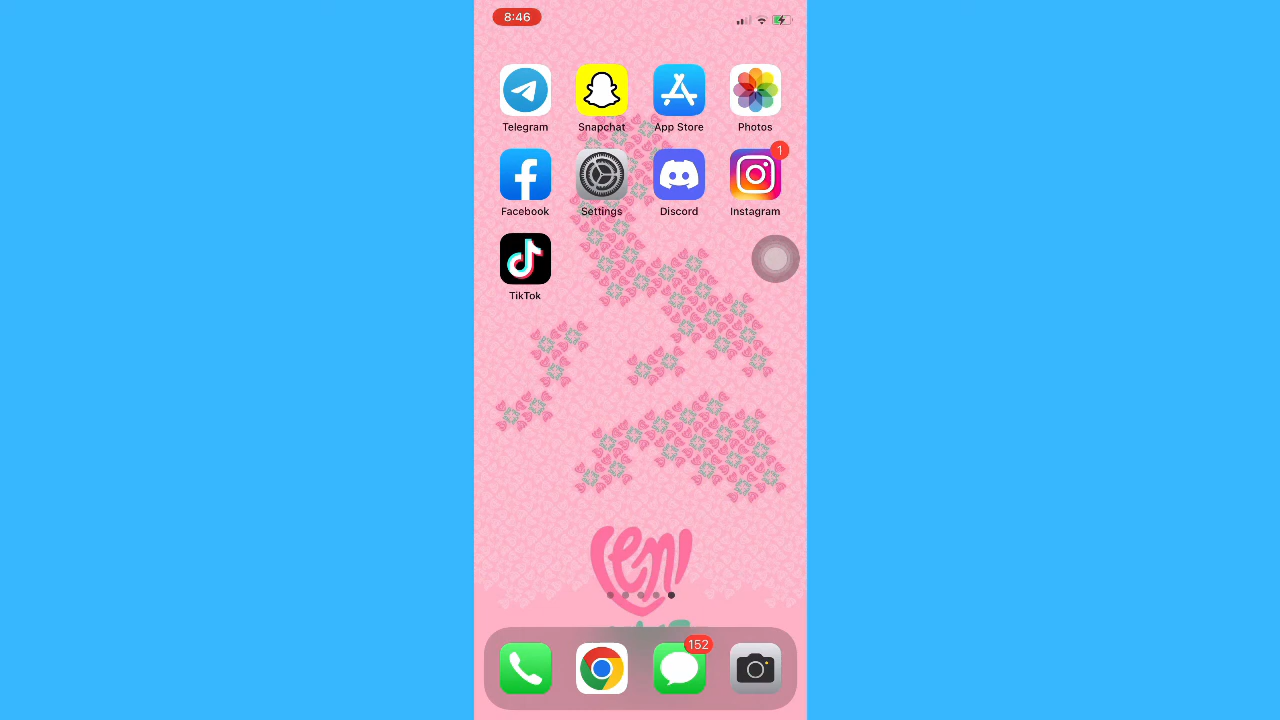 8:46
Telegram Snapchat App Store Photos
1
Facebook Settings Discord Instagram
TikTok
152